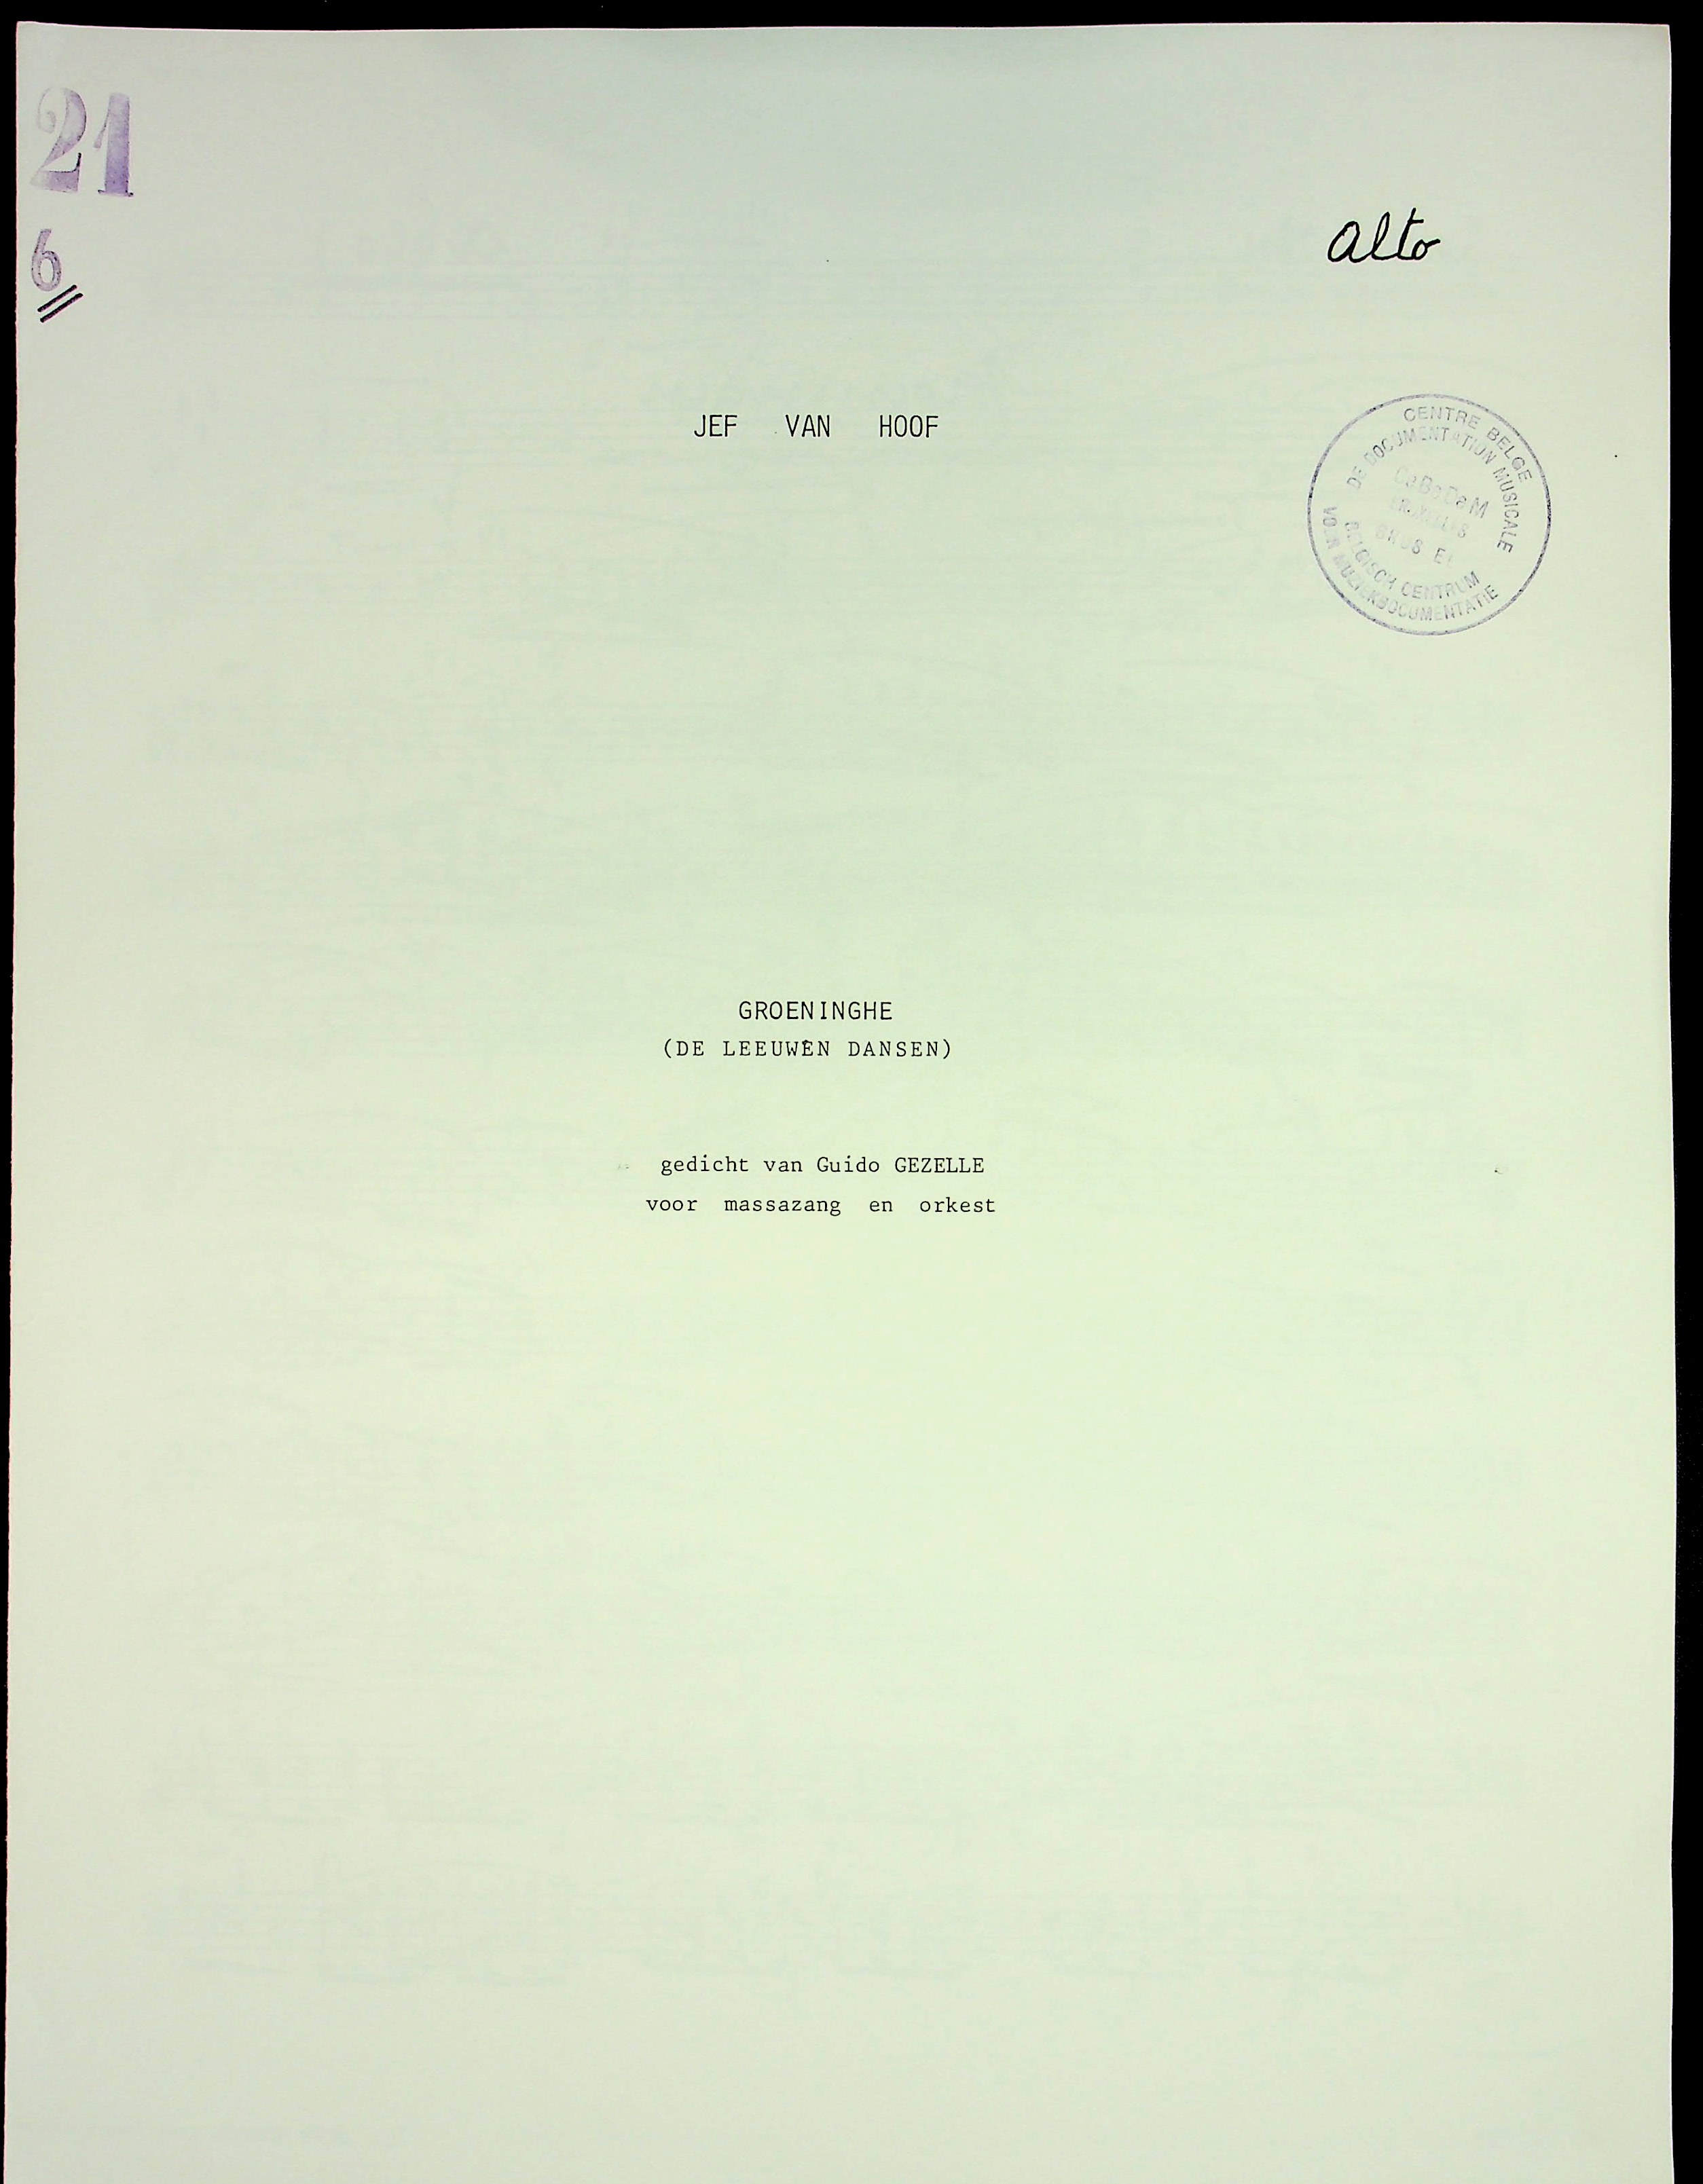 21
6
alto
JEF VAN HOOF
CENTRE BELGE
DE DOCUMENTATION MUSICALE
CeBeDeM
BRUXELLES
BELGISCH CENTRUM
VOOR MUZIEKDOCUMENTATIE
GROENINGHE
(DE LEEUWEN DANSEN)
gedicht van Guido GEZELLE
voor massazang en orkest